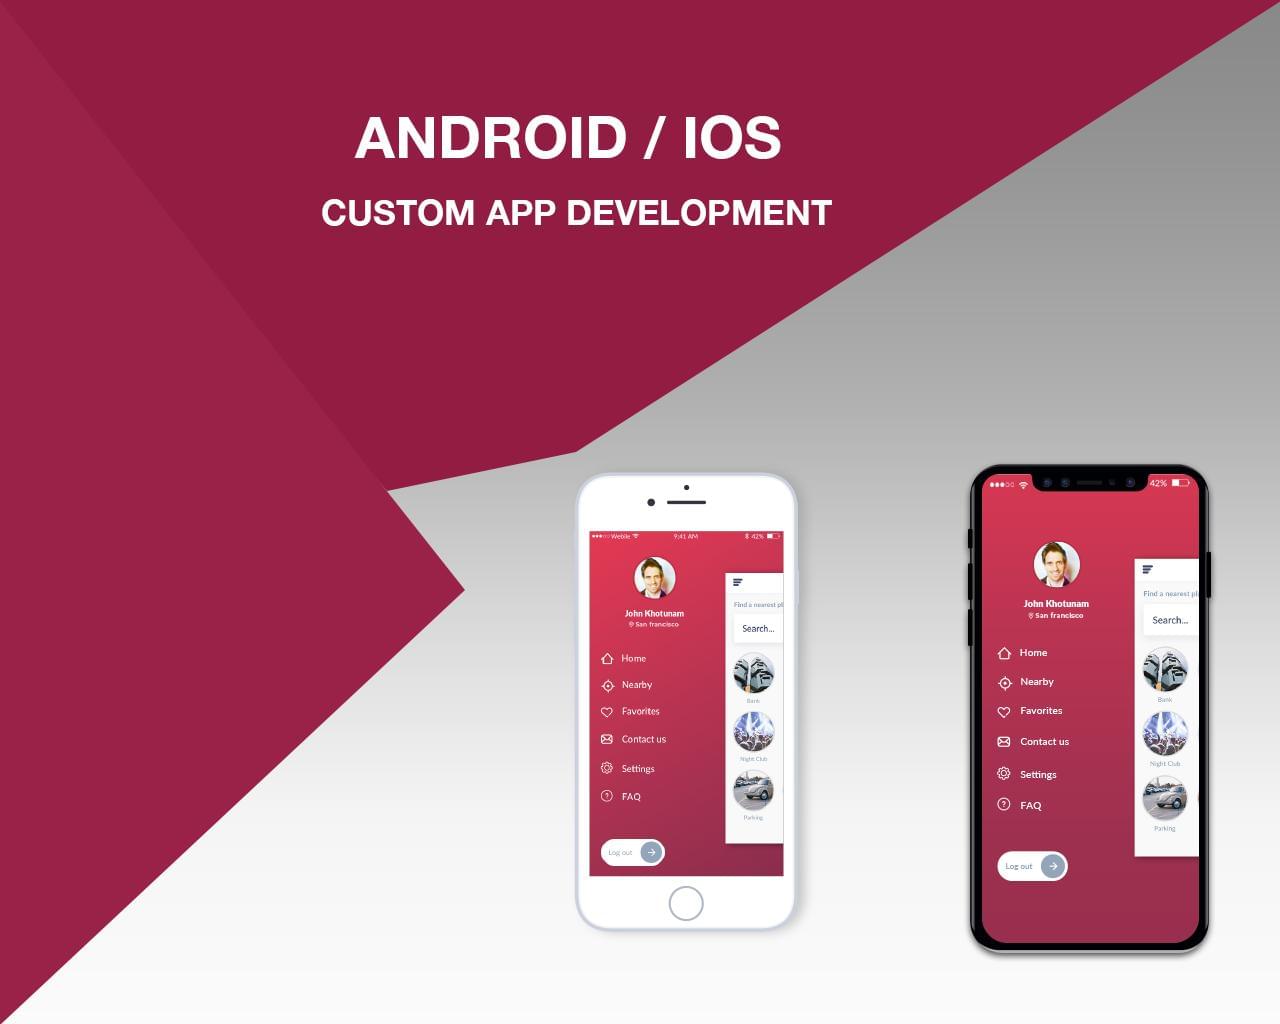 ANDROID / IOS
CUSTOM APP DEVELOPMENT
Weblie 9:41 AM 42%
John Khotunam
San francisco
Home
Nearby
Favorites
Contact us
Settings
FAQ
Log out
Find a nearest pl
Search...
Bank
Night Club
Parking
42%
John Khotunam
San francisco
Home
Nearby
Favorites
Contact us
Settings
FAQ
Log out
Find a nearest pl
Search...
Bank
Night Club
Parking